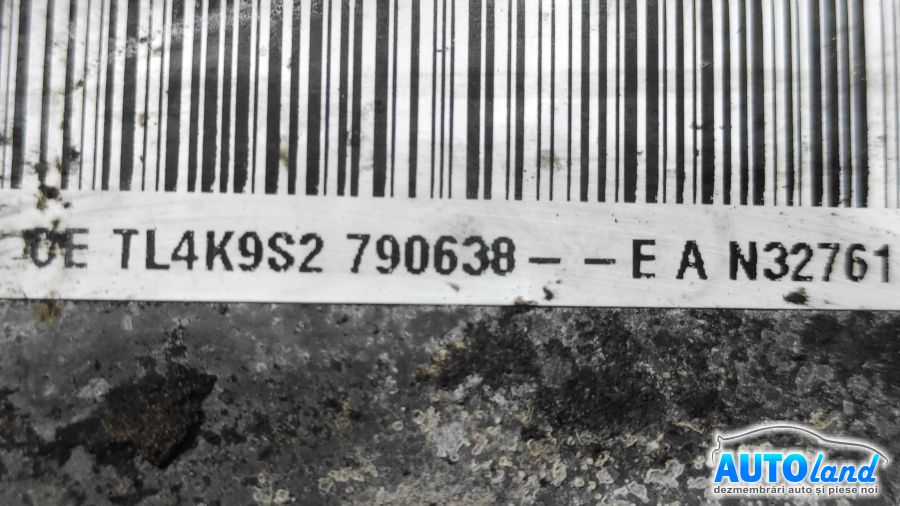 TL4K9S2 790638--E A N32761
AUTOland
dezmembrări auto și piese noi